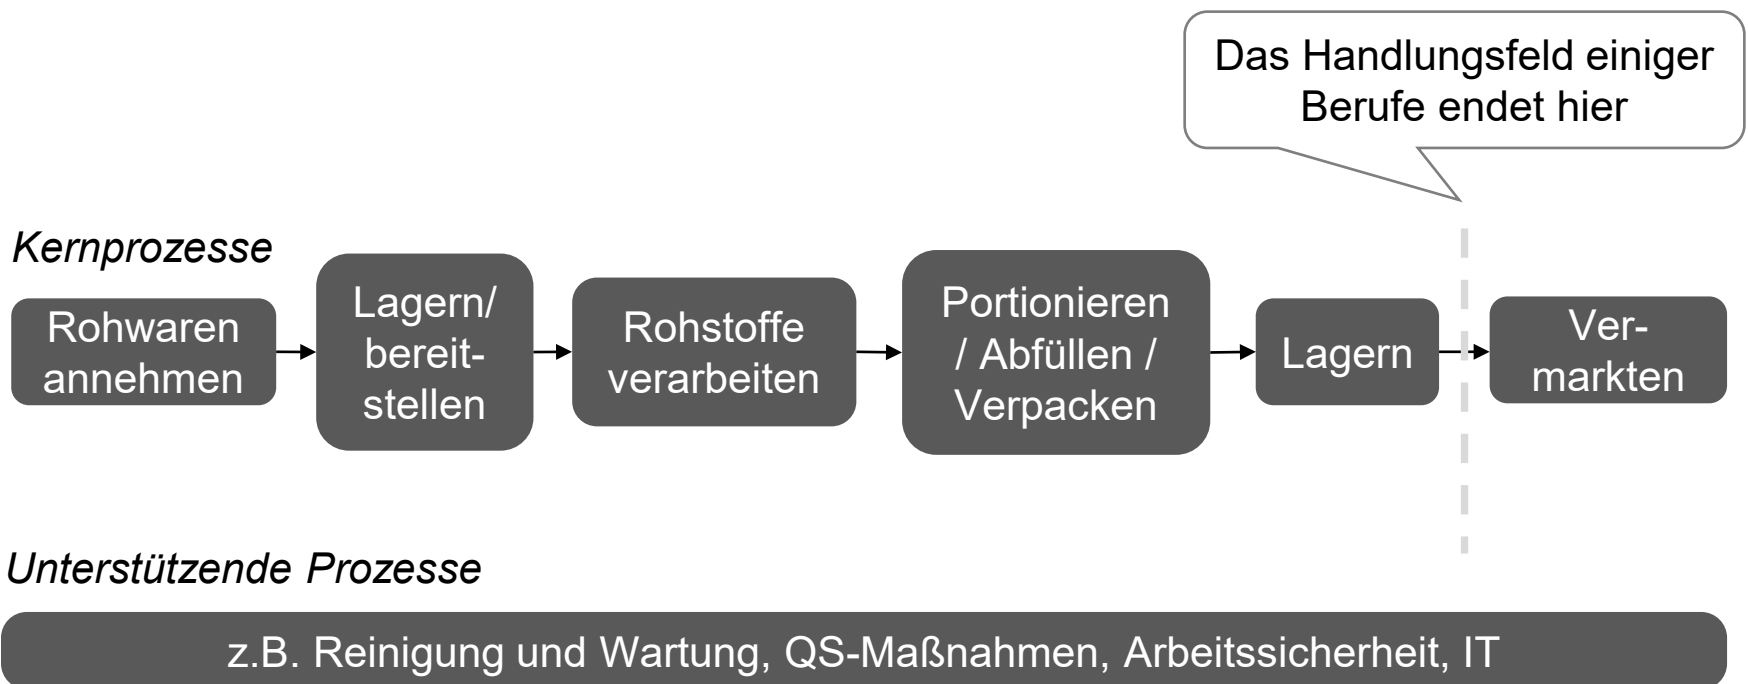 Das Handlungsfeld einiger
Berufe endet hier
Kernprozesse
Rohwaren
annehmen
Lagern/
bereit-
stellen
Rohstoffe
verarbeiten
Portionieren
/ Abfüllen /
Verpacken
Lagern
Ver-
markten
Unterstützende Prozesse
z.B. Reinigung und Wartung, QS-Maßnahmen, Arbeitssicherheit, IT